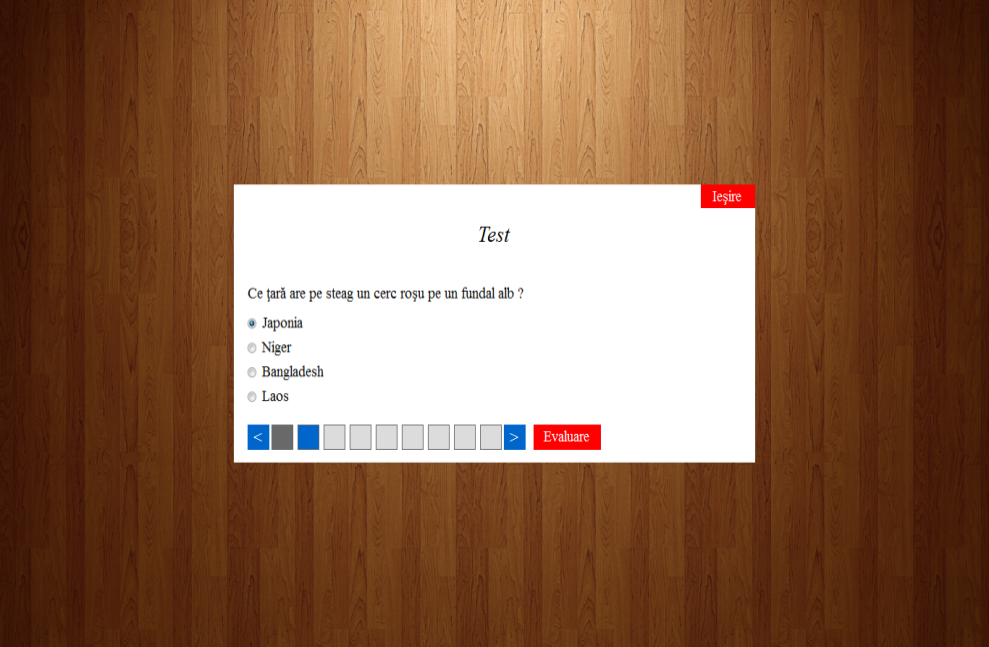 Ieşire
Test
Ce ţară are pe steag un cerc roşu pe un fundal alb ?
Japonia
Niger
Bangladesh
Laos
< > Evaluare